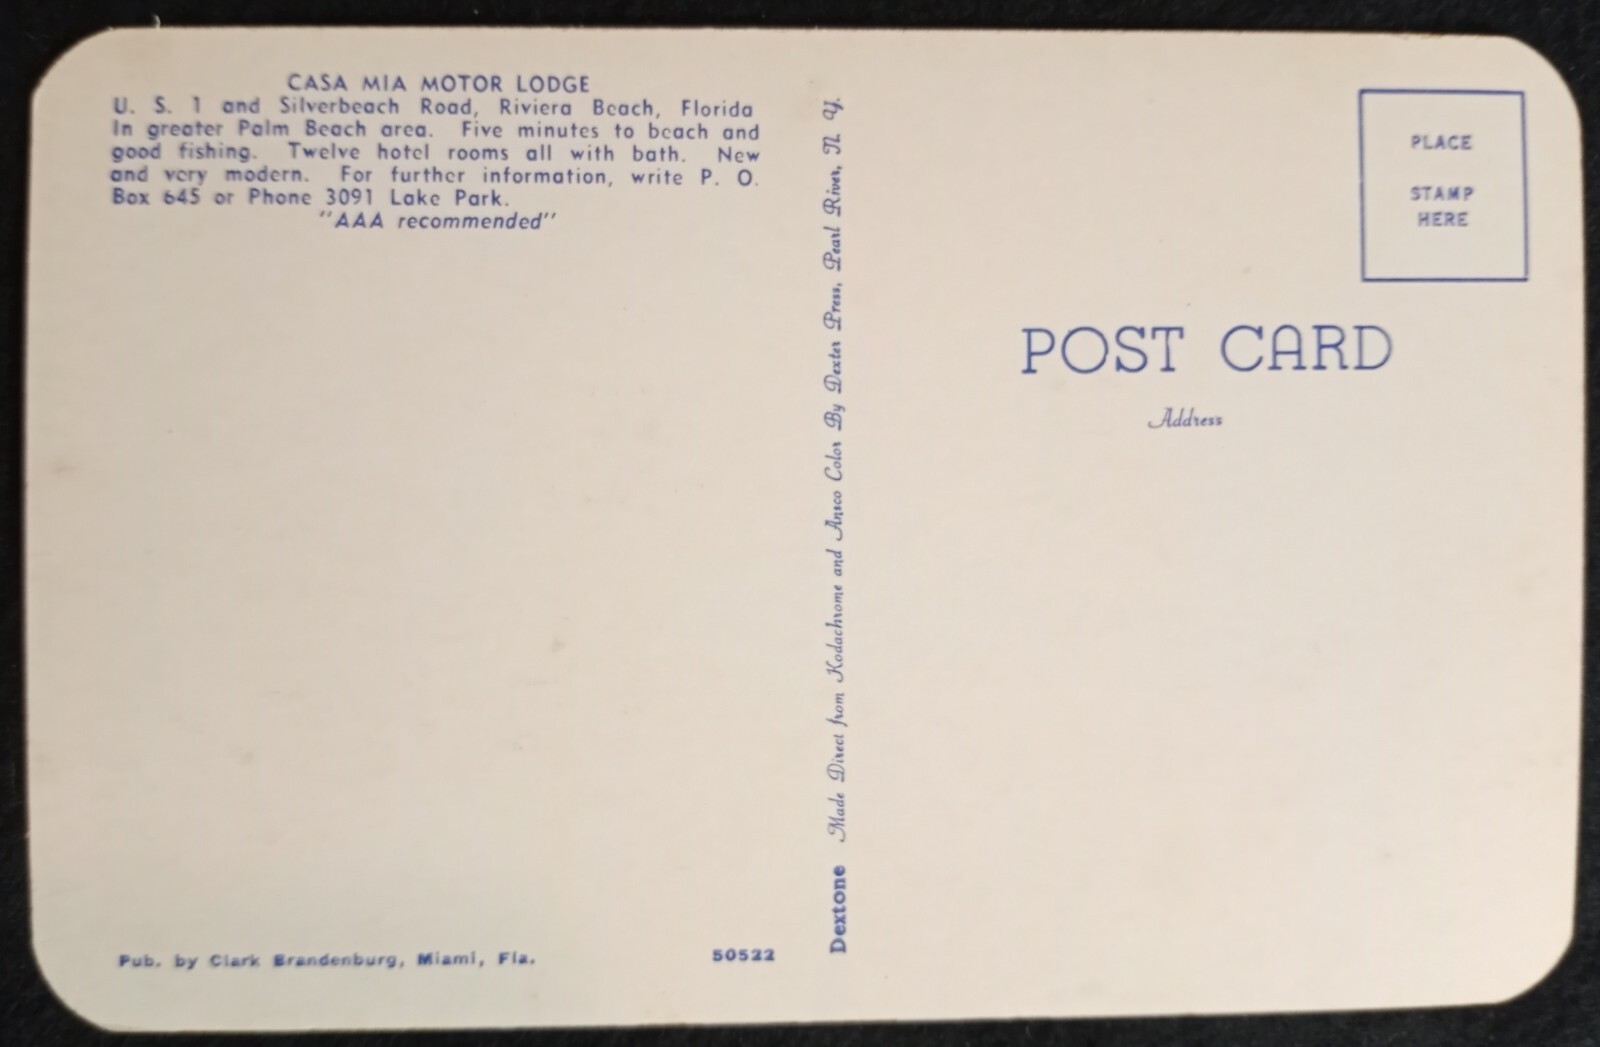 CASA MIA MOTOR LODGE
U. S. 1 and Silverbeach Road, Riviera Beach, Florida
In greater Palm Beach area. Five minutes to beach and
good fishing. Twelve hotel rooms all with bath. New
and very modern. For further information, write P. O.
Box 645 or Phone 3091 Lake Park.
"AAA recommended"
Pub. by Clark Brandenburg, Miami, Fla.
50522
Dextone Made Direct from Kodachrome and Ansco Color By Dexter Press, Pearl River, N. Y.
PLACE
STAMP
HERE
POST CARD
Address